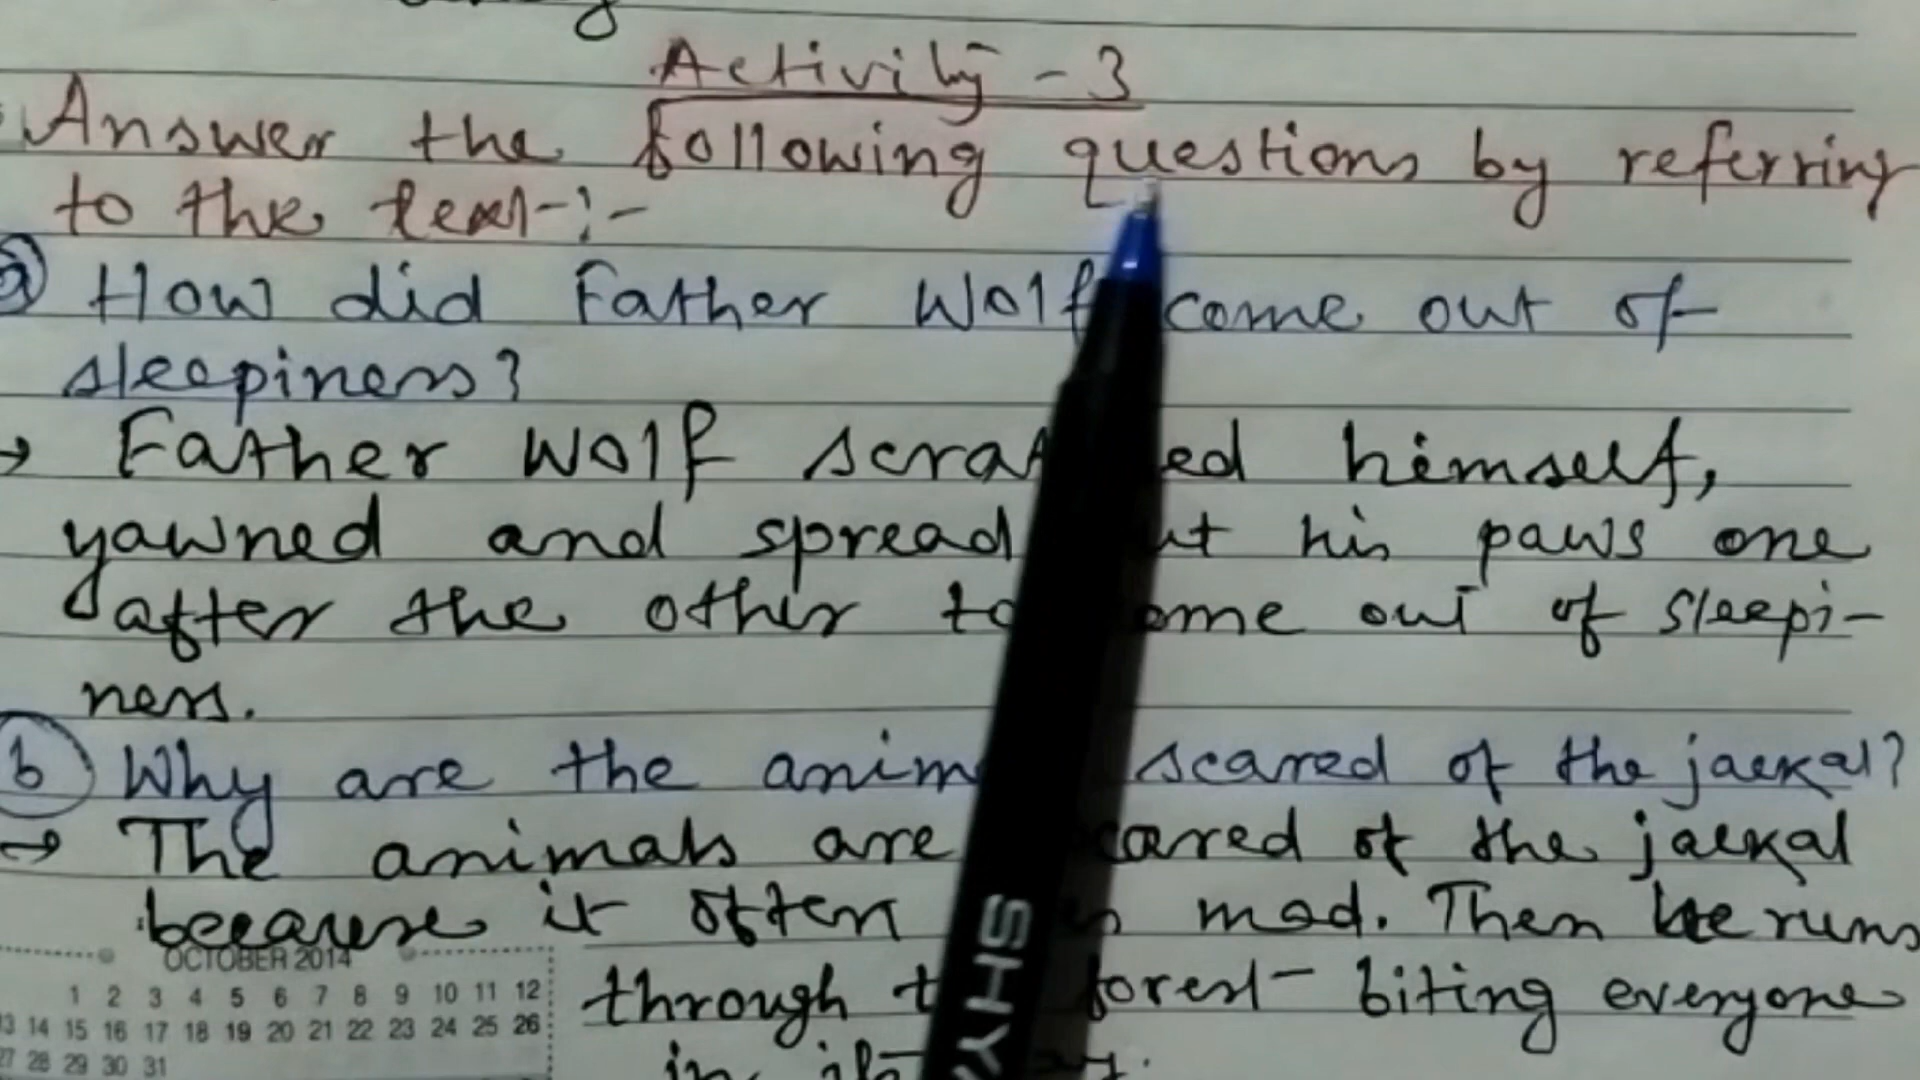 Activity - 3
Answer the following questions by referring
to the text:-
a) How did Father Wolf come out of
sleepiness?
→ Father Wolf scra ed himself,
yawned and spread ut his paws one
after the other to ome out of sleepi-
ness.
b) Why are the anim scared of the jackal?
→ The animals are cared of the jackal
because it often mad. Then he runs
through t forest biting everyone
in its
OCTOBER 2014
1 2 3 4 5 6 7 8 9 10 11 12
13 14 15 16 17 18 19 20 21 22 23 24 25 26
27 28 29 30 31
SHY